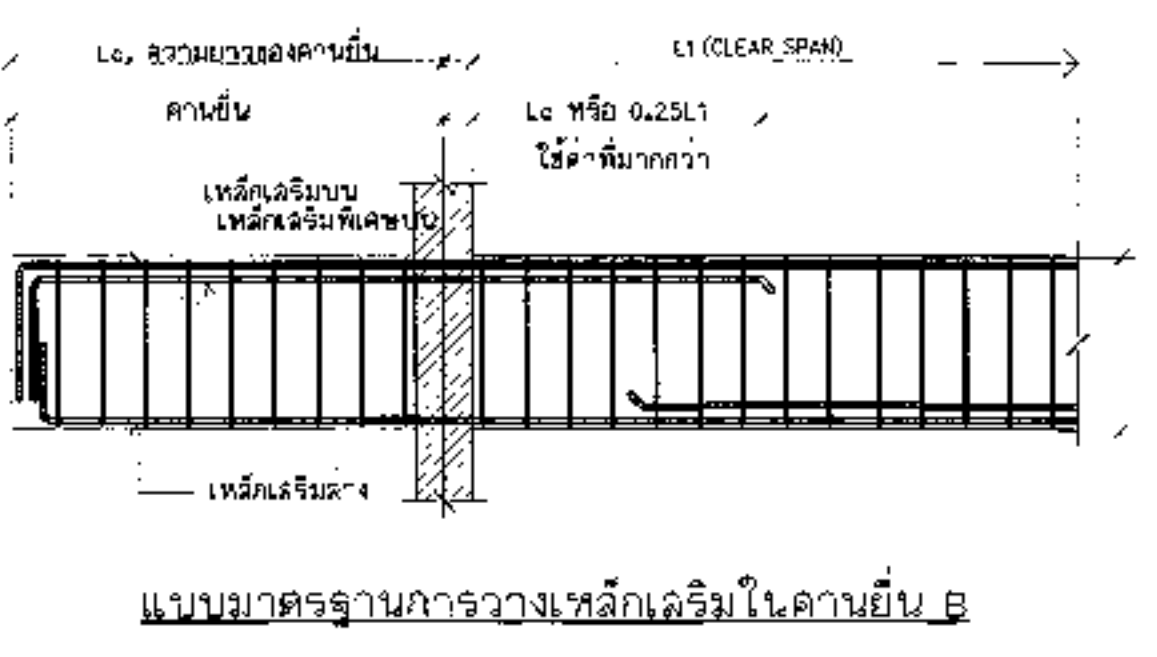 Lc, ความยาวของคานยื่น
L1 (CLEAR SPAN)
คานยื่น
Lc หรือ 0.25L1
ใช้ค่าที่มากกว่า
เหล็กเสริมบน
เหล็กเสริมพิเศษบน
เหล็กเสริมล่าง
แบบมาตรฐานการวางเหล็กเสริมในคานยื่น B